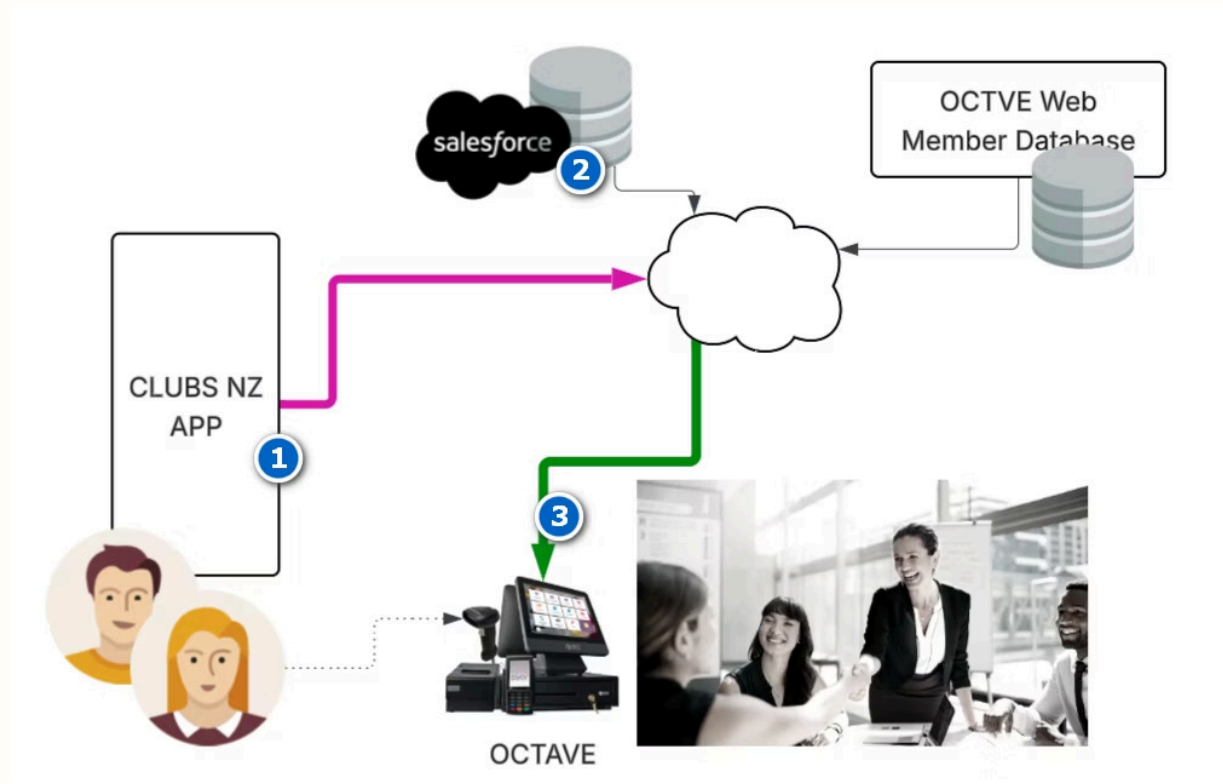 salesforce
2
OCTVE Web
Member Database
CLUBS NZ
APP
1
3
OCTAVE